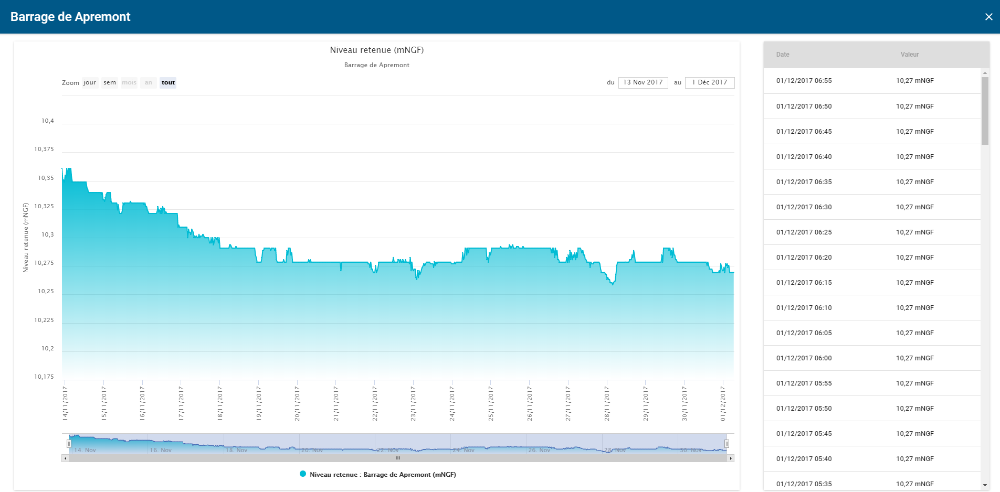 Barrage de Apremont
Niveau retenue (mNGF)
Barrage de Apremont
Zoom jour sem mois an tout
du 13 Nov 2017 au 1 Déc 2017
Niveau retenue (mNGF)
10,4
10,375
10,35
10,325
10,3
10,275
10,25
10,225
10,2
10,175
14/11/2017
15/11/2017
16/11/2017
17/11/2017
18/11/2017
19/11/2017
20/11/2017
21/11/2017
22/11/2017
23/11/2017
24/11/2017
25/11/2017
26/11/2017
27/11/2017
28/11/2017
29/11/2017
30/11/2017
01/12/2017
14. Nov 16. Nov 18. Nov 20. Nov 22. Nov 24. Nov 26. Nov 28. Nov 30. Nov
Niveau retenue : Barrage de Apremont (mNGF)
Date Valeur
01/12/2017 06:55 10,27 mNGF
01/12/2017 06:50 10,27 mNGF
01/12/2017 06:45 10,27 mNGF
01/12/2017 06:40 10,27 mNGF
01/12/2017 06:35 10,27 mNGF
01/12/2017 06:30 10,27 mNGF
01/12/2017 06:25 10,27 mNGF
01/12/2017 06:20 10,27 mNGF
01/12/2017 06:15 10,27 mNGF
01/12/2017 06:10 10,27 mNGF
01/12/2017 06:05 10,27 mNGF
01/12/2017 06:00 10,27 mNGF
01/12/2017 05:55 10,27 mNGF
01/12/2017 05:50 10,27 mNGF
01/12/2017 05:45 10,27 mNGF
01/12/2017 05:40 10,27 mNGF
01/12/2017 05:35 10,27 mNGF